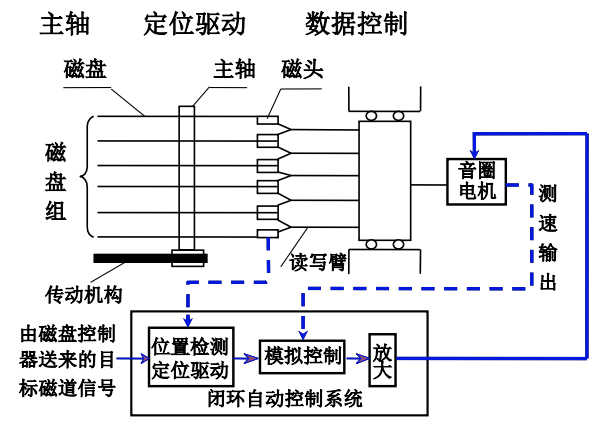 主轴 定位驱动 数据控制
磁盘 主轴 磁头
磁
盘
组
音圈
电机
测
速
输
出
读写臂
传动机构
由磁盘控制
器送来的目
标磁道信号
位置检测
定位驱动
模拟控制
放
大
闭环自动控制系统